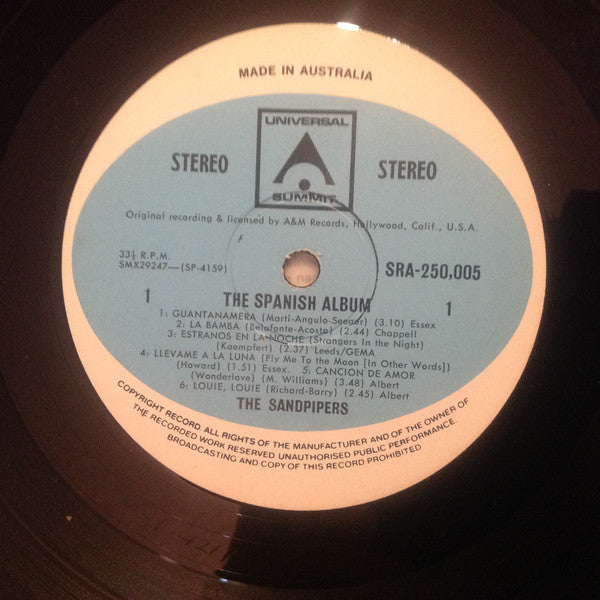 MADE IN AUSTRALIA
UNIVERSAL
STEREO STEREO
SUMMIT
Original recording & licensed by A&M Records, Hollywood, Calif., U.S.A.
33⅓ R.P.M.
SMX29247—(SP-4159) SRA-250,005
1 THE SPANISH ALBUM 1
1: GUANTANAMERA (Marti-Angulo-Seeger) (3.10) Essex
2: LA BAMBA (Belafonte-Acosta) (2.44) Chappell
3: ESTRANOS EN LA NOCHE (Strangers In the Night)
(Kaempfert) (2.37) Leeds/GEMA
4: LLEVAME A LA LUNA (Fly Me To the Moon [In Other Words])
(Howard) (1.51) Essex. 5: CANCION DE AMOR
(Wonderlove) (M. Williams) (3.48) Albert
6: LOUIE, LOUIE (Richard-Barry) (2.45) Albert
THE SANDPIPERS
COPYRIGHT RECORD ALL RIGHTS OF THE MANUFACTURER AND OF THE OWNER OF
THE RECORDED WORK RESERVED UNAUTHORISED PUBLIC PERFORMANCE.
BROADCASTING AND COPY OF THIS RECORD PROHIBITED